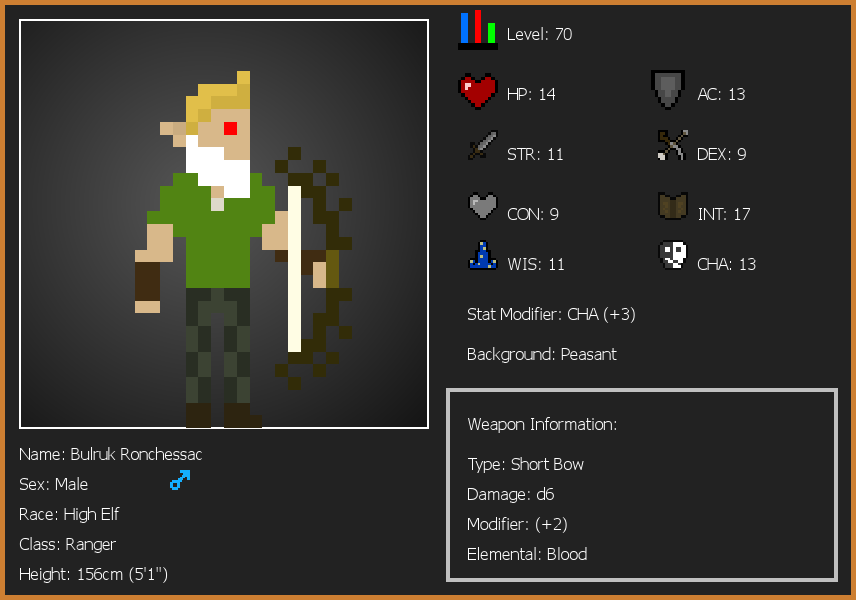 Level: 70
HP: 14
AC: 13
STR: 11
DEX: 9
CON: 9
INT: 17
WIS: 11
CHA: 13
Stat Modifier: CHA (+3)
Background: Peasant
Weapon Information:
Type: Short Bow
Damage: d6
Modifier: (+2)
Elemental: Blood
Name: Bulruk Ronchessac
Sex: Male
Race: High Elf
Class: Ranger
Height: 156cm (5'1")